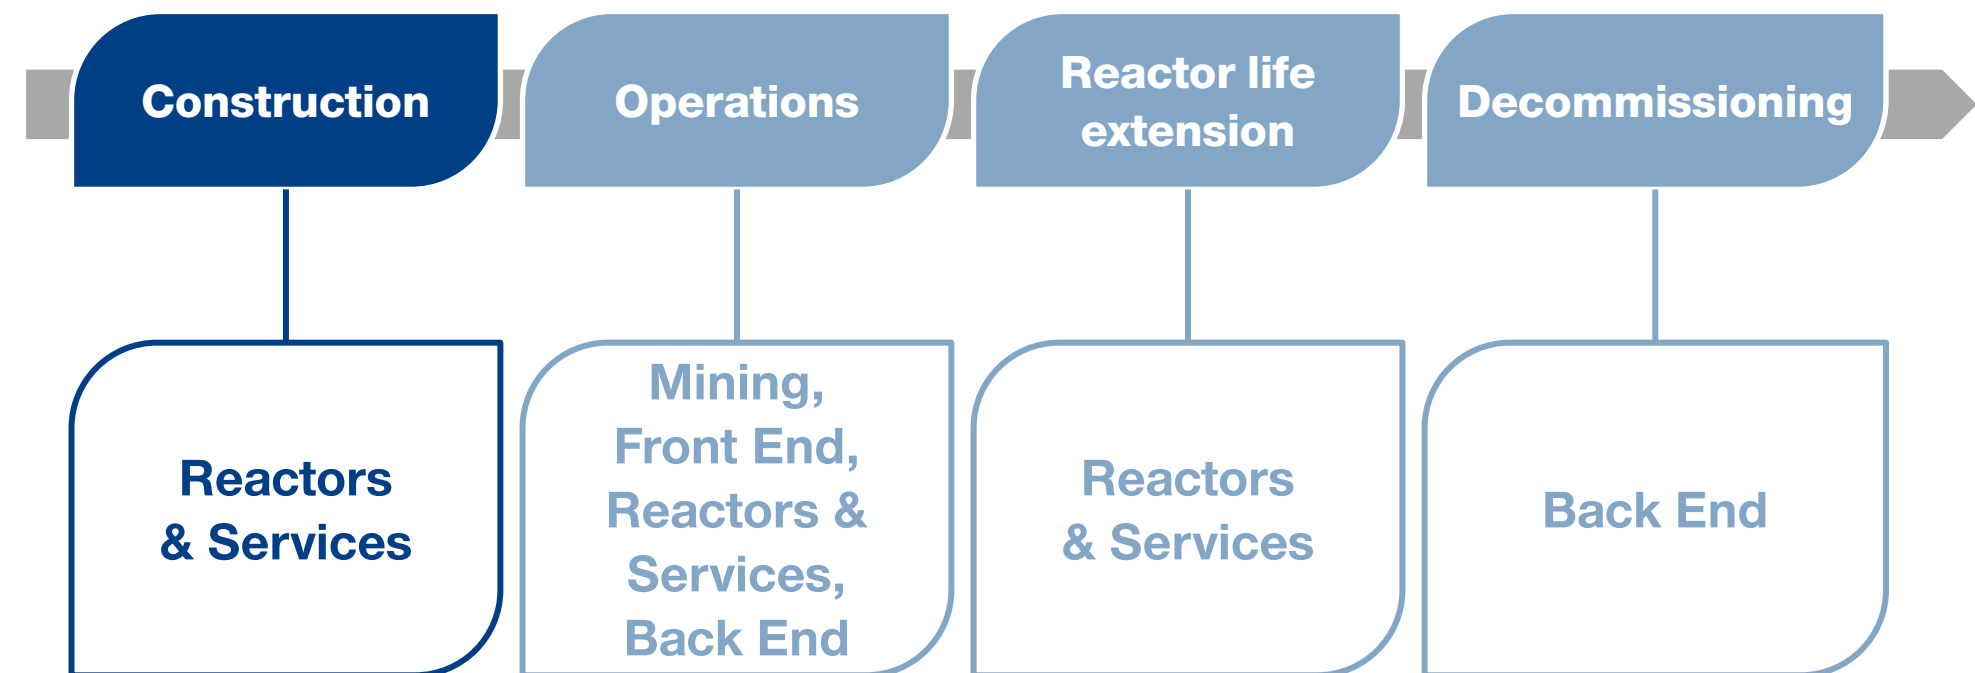 Construction
Operations
Reactor life
extension
Decommissioning
Reactors
& Services
Mining,
Front End,
Reactors &
Services,
Back End
Reactors
& Services
Back End